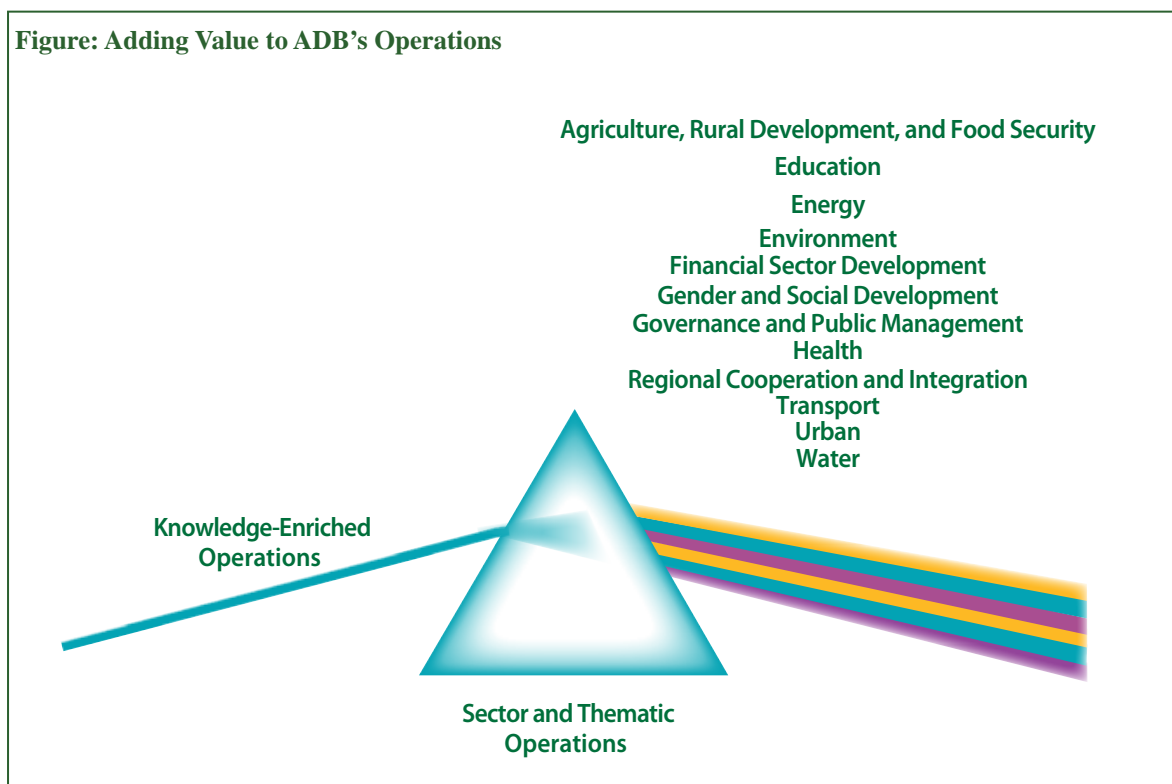 Figure: Adding Value to ADB’s Operations
Agriculture, Rural Development, and Food Security
Education
Energy
Environment
Financial Sector Development
Gender and Social Development
Governance and Public Management
Health
Regional Cooperation and Integration
Transport
Urban
Water
Knowledge-Enriched
Operations
Sector and Thematic
Operations